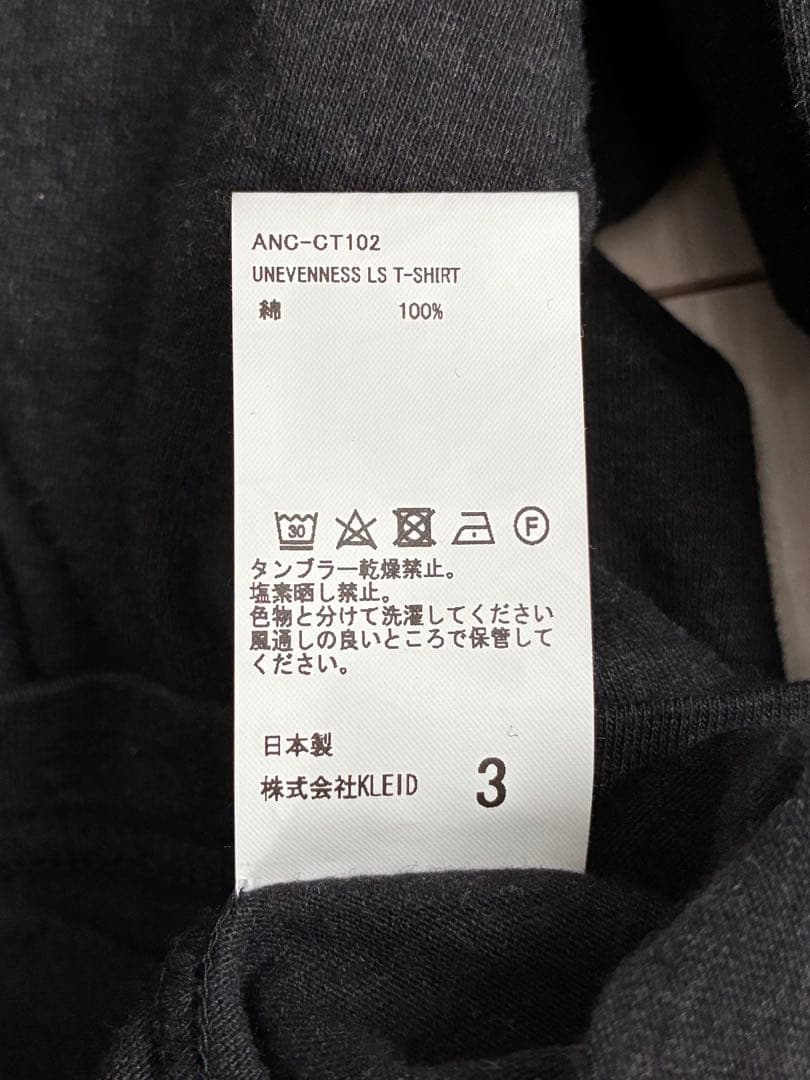 ANC-CT102
UNEVENNESS LS T-SHIRT
綿 100%
30 F
タンブラー乾燥禁止。
塩素晒し禁止。
色物と分けて洗濯してください
風通しの良いところで保管して
ください。
日本製
株式会社KLEID 3